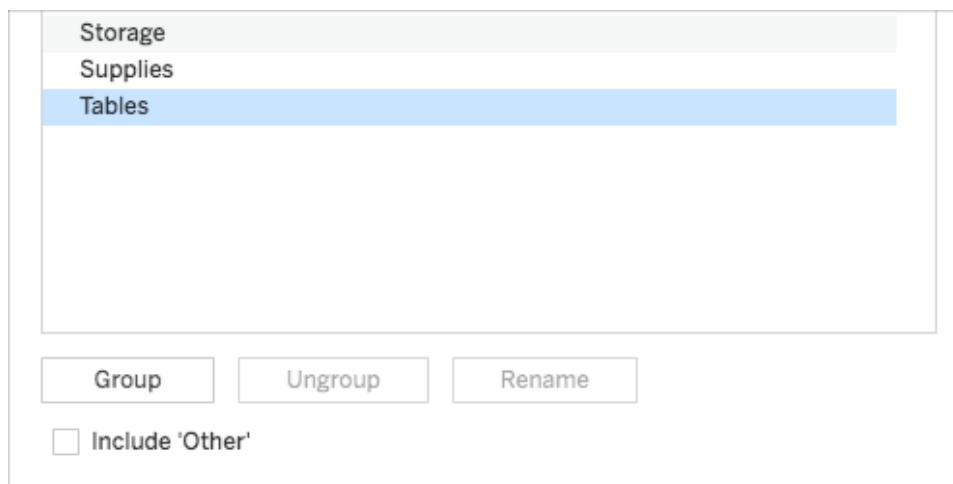 Storage
Supplies
Tables
Group Ungroup Rename
Include 'Other'